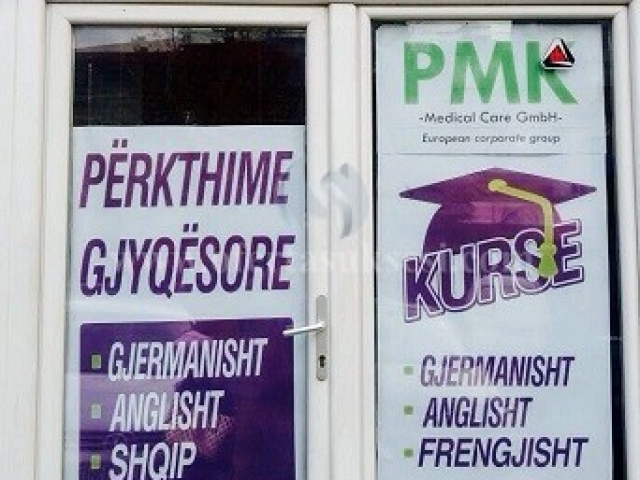 PËRKTHIME
GJYQËSORE
GJERMANISHT
ANGLISHT
SHQIP
PMK
-Medical Care GmbH-
European corporate group
KURSE
GJERMANISHT
ANGLISHT
FRENGJISHT